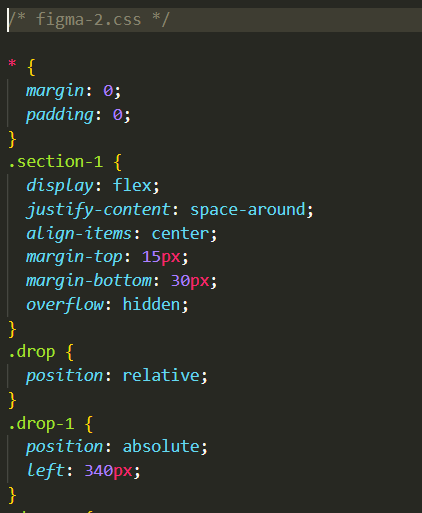 /* figma-2.css */
* {
margin: 0;
padding: 0;
}
.section-1 {
display: flex;
justify-content: space-around;
align-items: center;
margin-top: 15px;
margin-bottom: 30px;
overflow: hidden;
}
.drop {
position: relative;
}
.drop-1 {
position: absolute;
left: 340px;
}